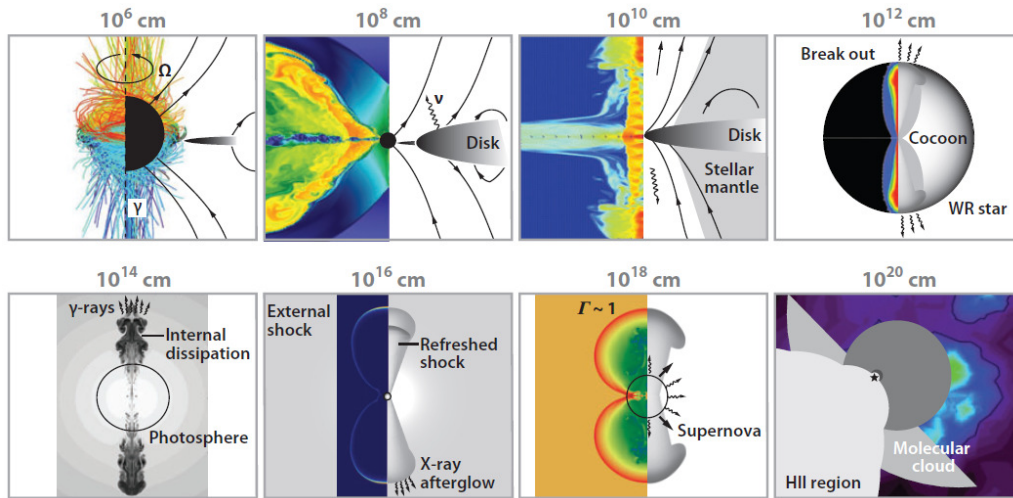 10⁶ cm
10⁸ cm
10¹⁰ cm
10¹² cm
Ω
γ
ν
Disk
Disk
Stellar
mantle
Break out
Cocoon
WR star
10¹⁴ cm
10¹⁶ cm
10¹⁸ cm
10²⁰ cm
γ-rays
Internal
dissipation
Photosphere
External
shock
Refreshed
shock
X-ray
afterglow
Γ ~ 1
Supernova
Molecular
cloud
HII region